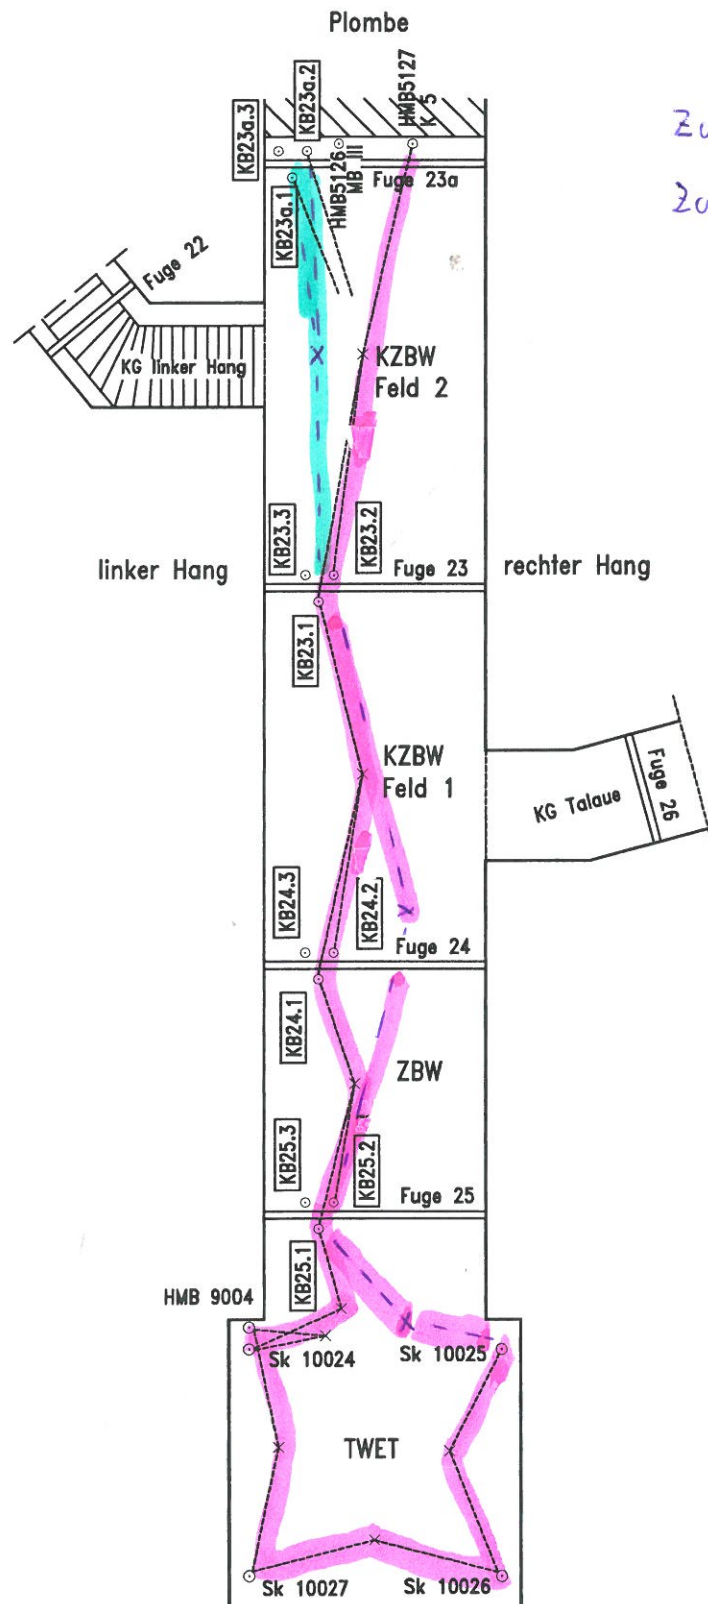 Plombe
KB23a.3
KB23a.2
HMB5127
K 5
KB23a.1
HMB5126
MB III
Fuge 23a
Fuge 22
KG linker Hang
KZBW
Feld 2
KB23.3
KB23.2
linker Hang
Fuge 23
rechter Hang
KB23.1
KZBW
Feld 1
KG Talaue
Fuge 26
KB24.3
KB24.2
Fuge 24
KB24.1
ZBW
KB25.3
KB25.2
Fuge 25
KB25.1
HMB 9004
Sk 10024
Sk 10025
TWET
Sk 10027
Sk 10026